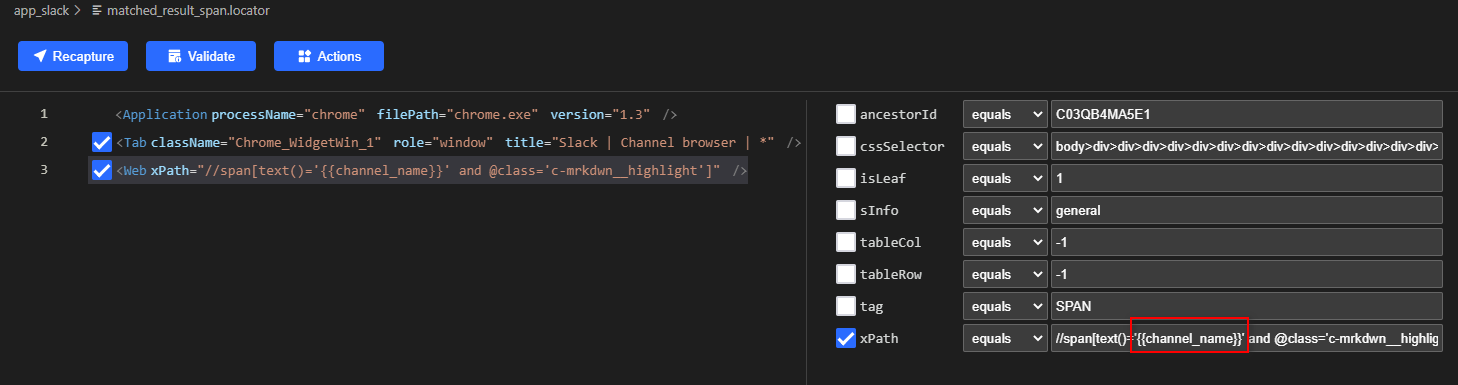 app_slack > matched_result_span.locator
Recapture Validate Actions
1 <Application processName="chrome" filePath="chrome.exe" version="1.3" />
2 <Tab className="Chrome_WidgetWin_1" role="window" title="Slack | Channel browser | *" />
3 <Web xPath="//span[text()='{{channel_name}}' and @class='c-mrkdwn__highlight']" />
ancestorId equals C03QB4MA5E1
cssSelector equals body>div>div>div>div>div>div>div>div>div>div>div>div>div>div>div>
isLeaf equals 1
sInfo equals general
tableCol equals -1
tableRow equals -1
tag equals SPAN
xPath equals //span[text()='{{channel_name}}' and @class='c-mrkdwn__highlig